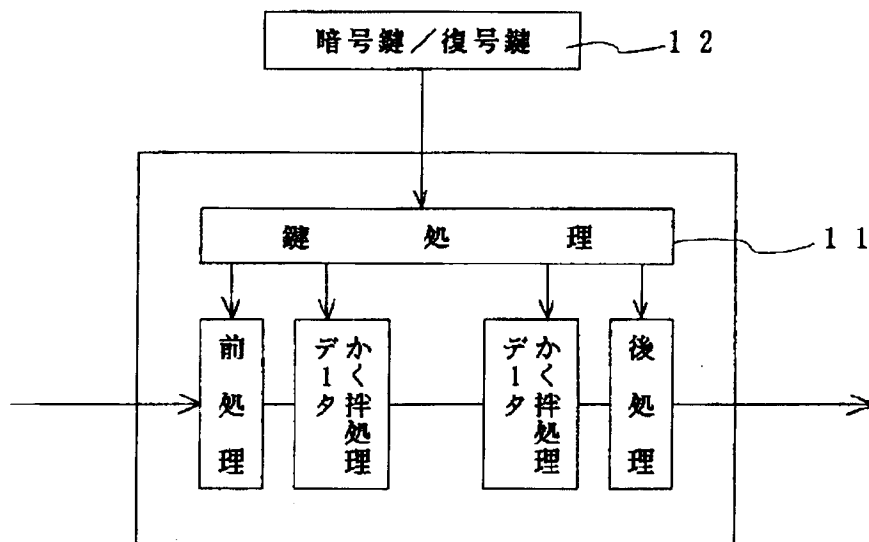 暗号鍵／復号鍵
１２
鍵処理
１１
前処理
データ
かく拌処理
データ
かく拌処理
後処理